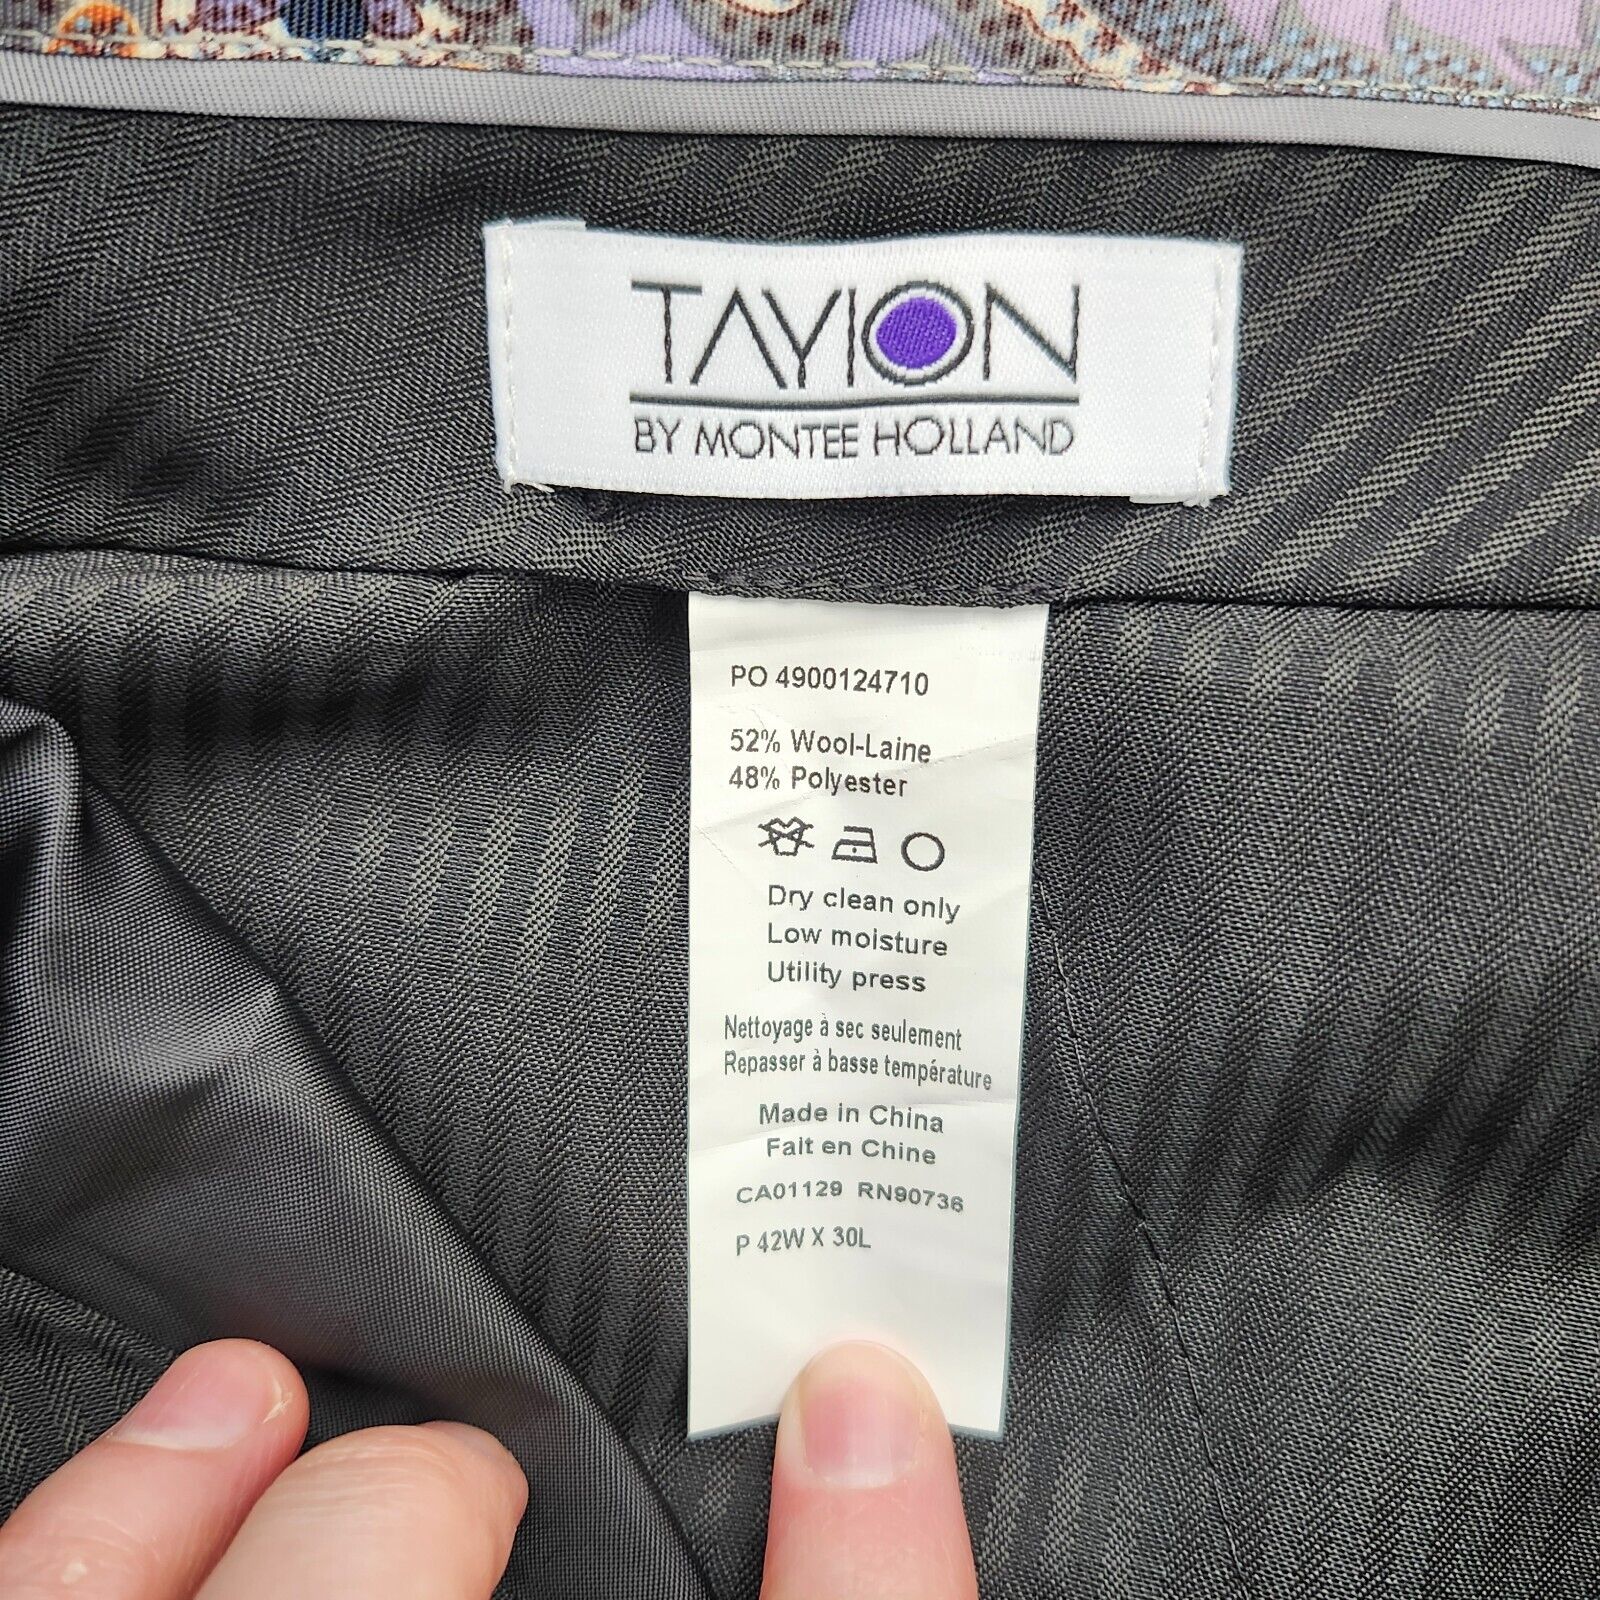 TAYION
BY MONTEE HOLLAND
PO 4900124710
52% Wool-Laine
48% Polyester
Dry clean only
Low moisture
Utility press
Nettoyage à sec seulement
Repasser à basse température
Made in China
Fait en Chine
CA01129 RN90736
P 42W X 30L